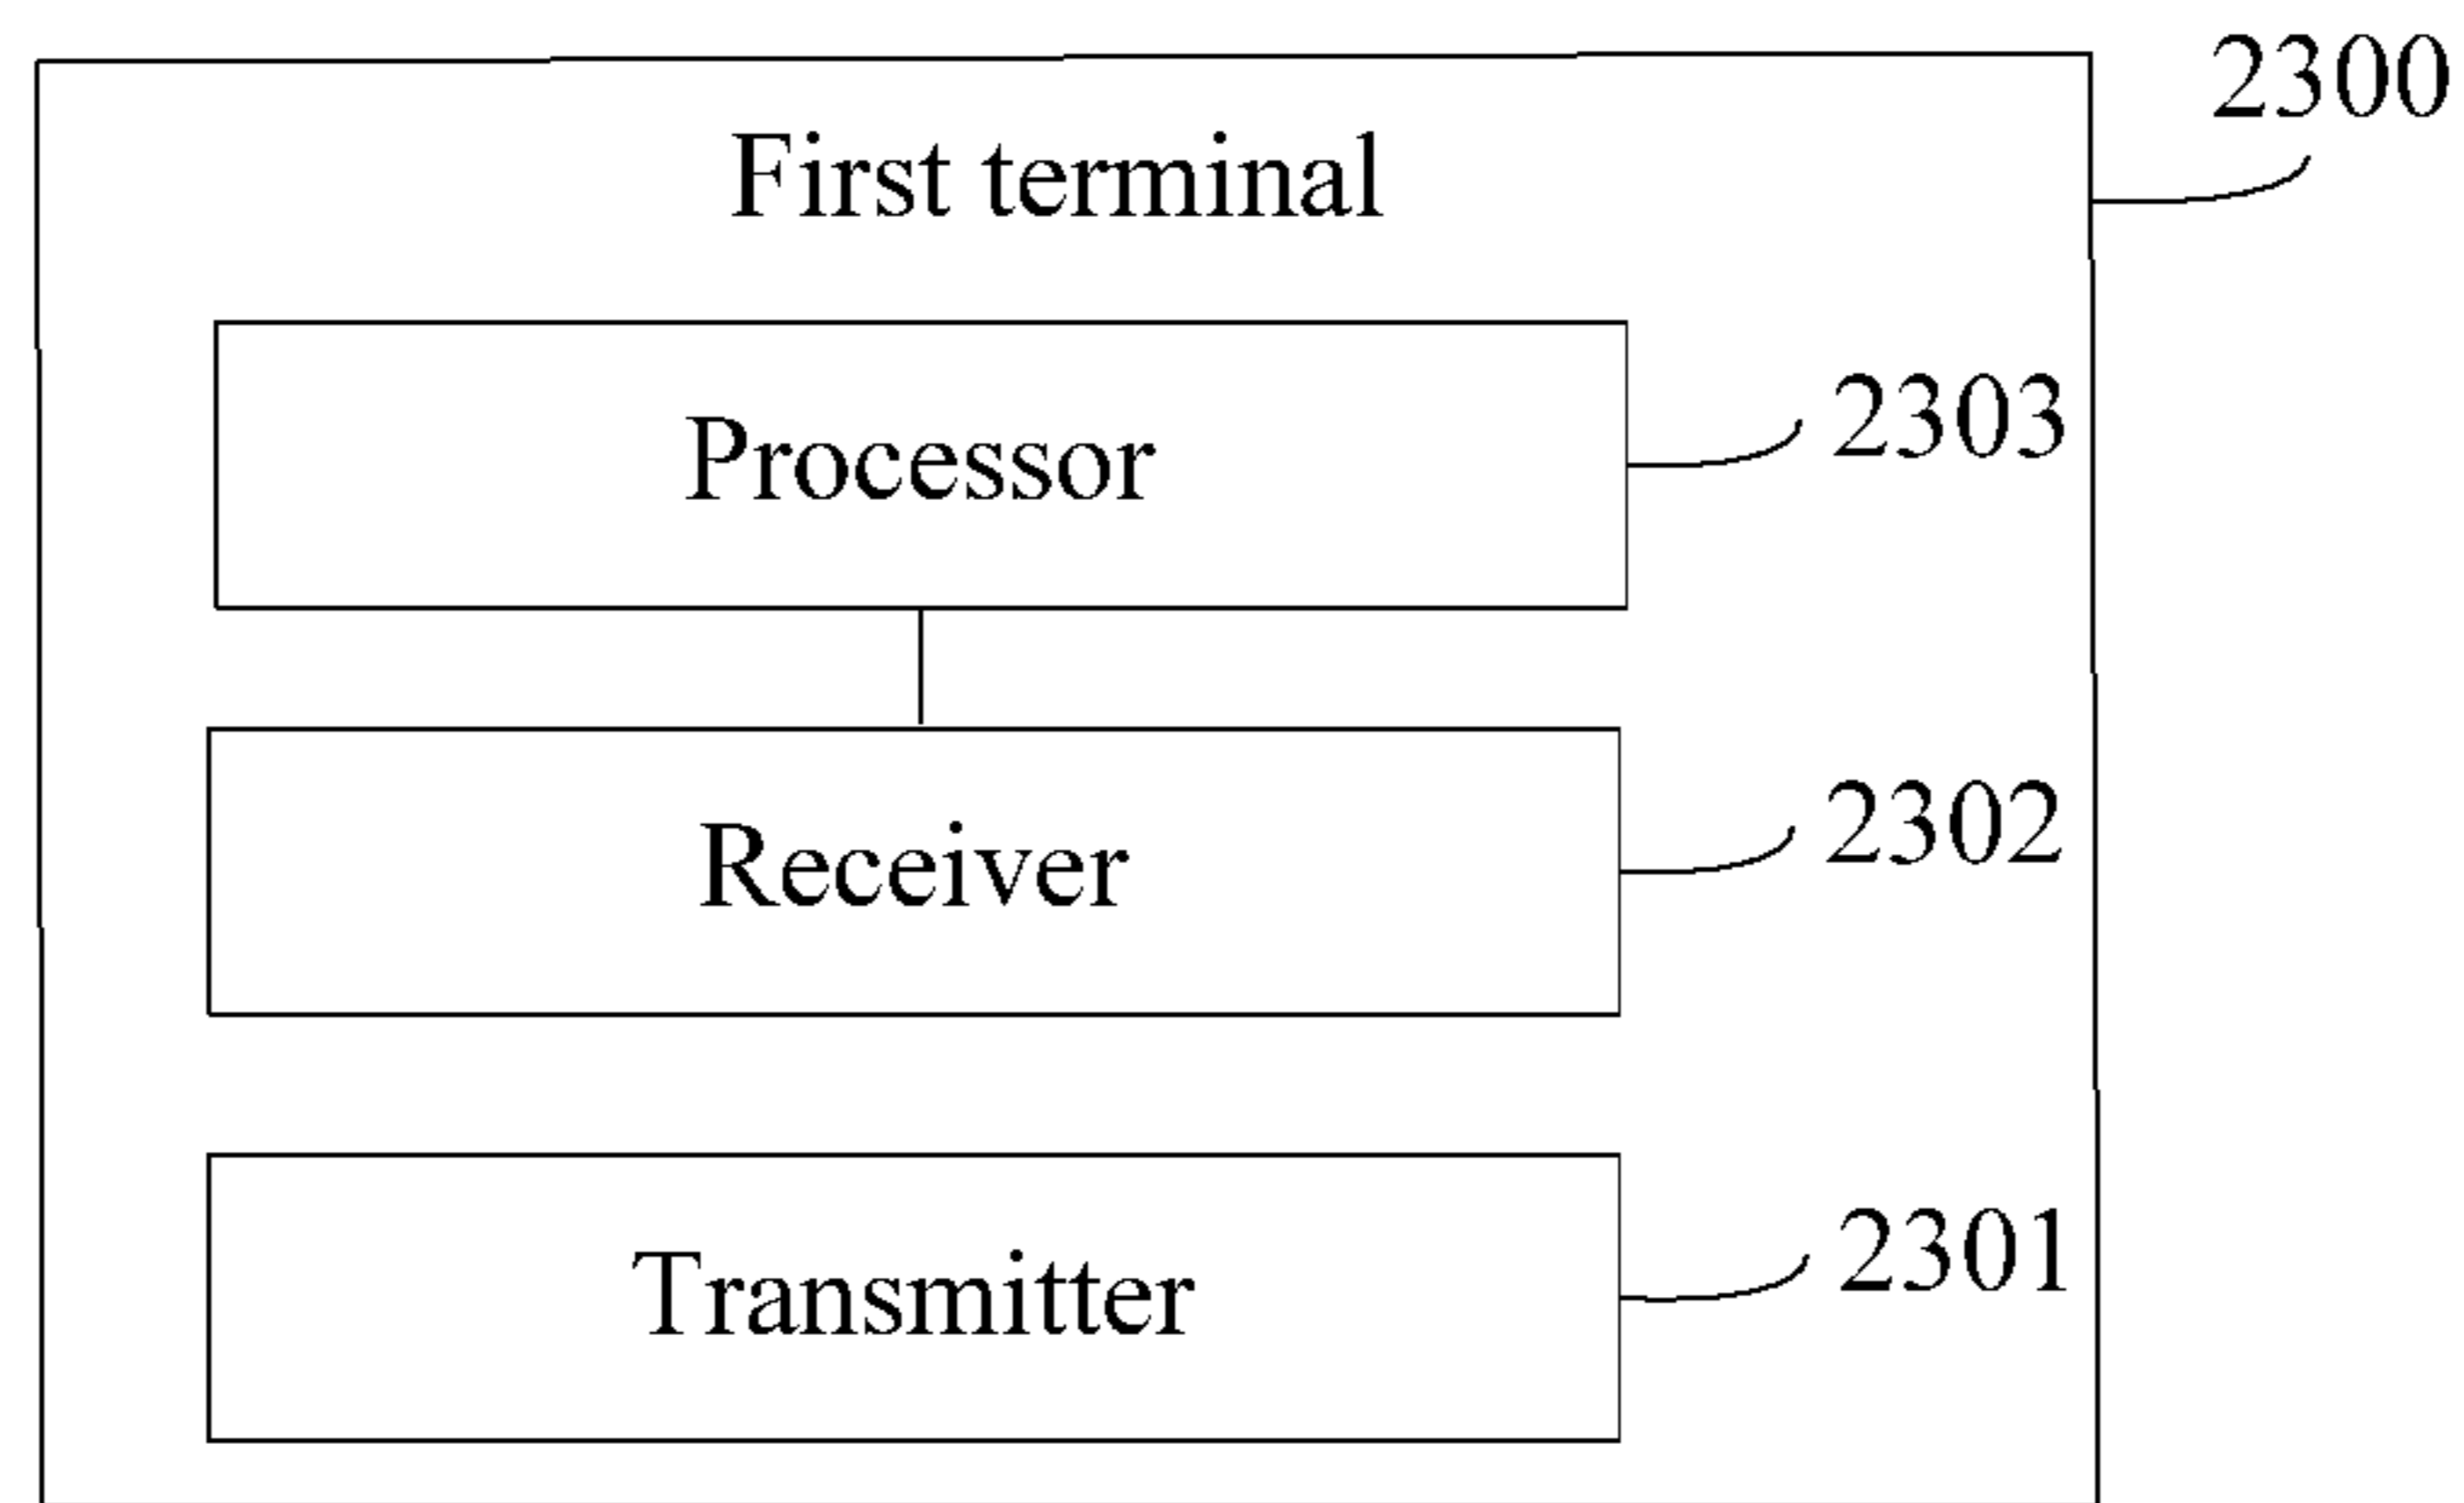 2300
First terminal
Processor
2303
Receiver
2302
Transmitter
2301